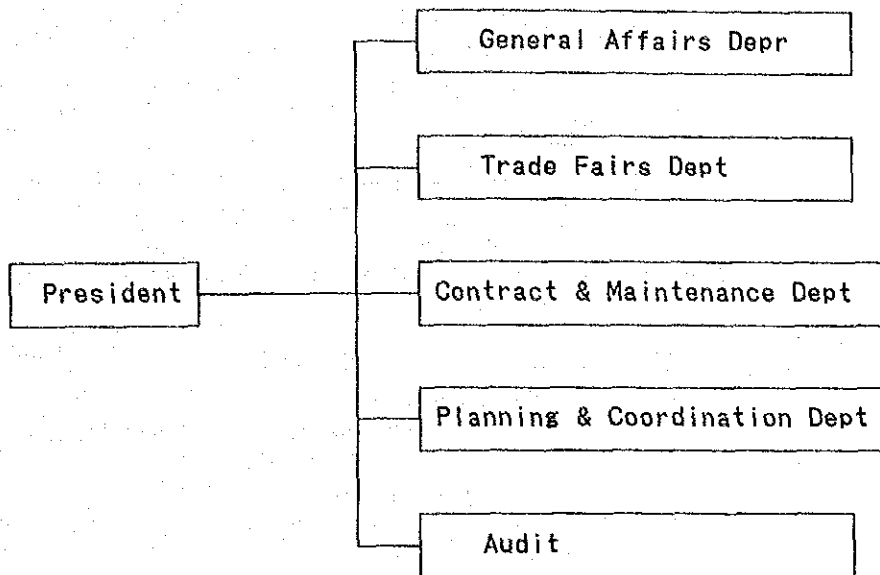 General Affairs Depr
Trade Fairs Dept
President
Contract & Maintenance Dept
Planning & Coordination Dept
Audit